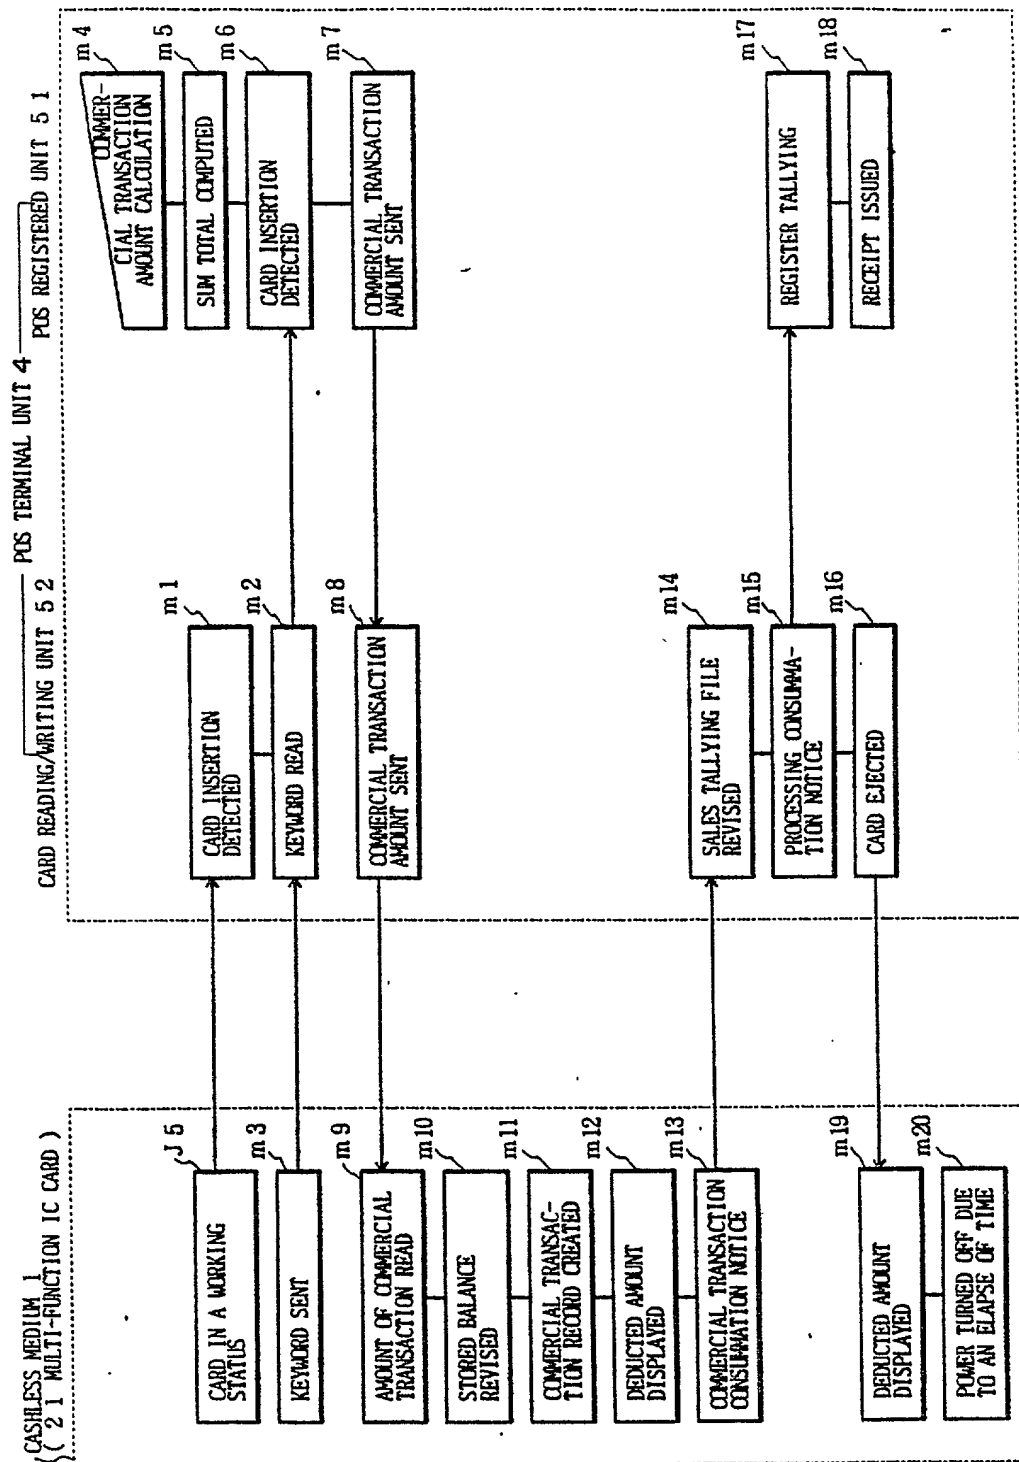 CASHLESS MEDIUM 1
( 2 1 MULTI-FUNCTION IC CARD )
POS TERMINAL UNIT 4
CARD READING/WRITING UNIT 5 2
POS REGISTERED UNIT 5 1
J 5
CARD IN A WORKING
STATUS
m 3
KEYWORD SENT
m 9
AMOUNT OF COMMERCIAL
TRANSACTION READ
m10
STORED BALANCE
REVISED
m11
COMMERCIAL TRANSAC-
TION RECORD CREATED
m12
DEDUCTED AMOUNT
DISPLAYED
m13
COMMERCIAL TRANSACTION
CONSUMMATION NOTICE
m19
DEDUCTED AMOUNT
DISPLAYED
m20
POWER TURNED OFF DUE
TO AN ELAPSE OF TIME
m 1
CARD INSERTION
DETECTED
m 2
KEYWORD READ
m 8
COMMERCIAL TRANSACTION
AMOUNT SENT
m14
SALES TALLYING FILE
REVISED
m15
PROCESSING CONSUMMA-
TION NOTICE
m16
CARD EJECTED
m 4
COMMER-
CIAL TRANSACTION
AMOUNT CALCULATION
m 5
SUM TOTAL COMPUTED
m 6
CARD INSERTION
DETECTED
m 7
COMMERCIAL TRANSACTION
AMOUNT SENT
m17
REGISTER TALLYING
m18
RECEIPT ISSUED